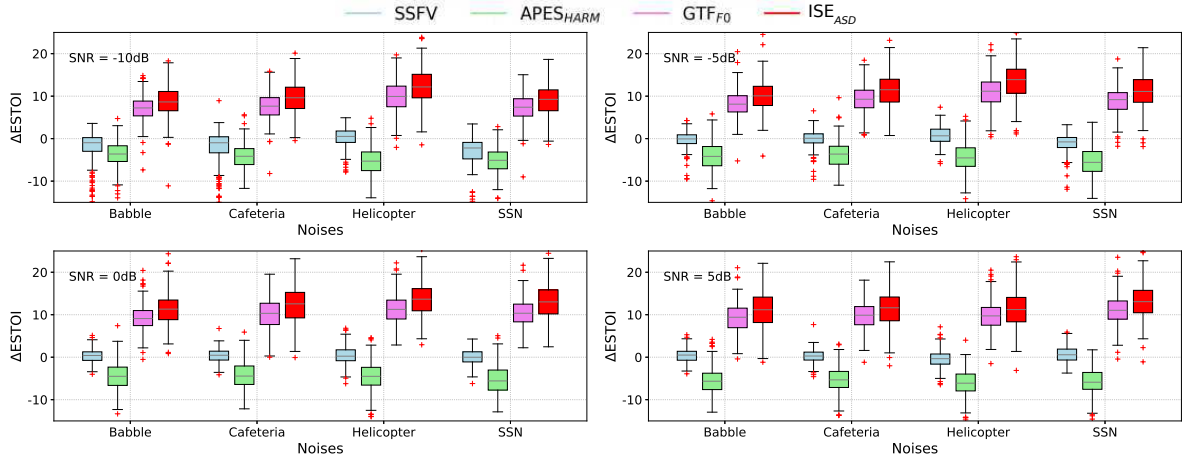 SSFV APES_HARM GTF_F0 ISE_ASD
SNR = -10dB
ΔESTOI
20
10
0
-10
Babble Cafeteria Helicopter SSN
Noises
SNR = -5dB
ΔESTOI
20
10
0
-10
Babble Cafeteria Helicopter SSN
Noises
SNR = 0dB
ΔESTOI
20
10
0
-10
Babble Cafeteria Helicopter SSN
Noises
SNR = 5dB
ΔESTOI
20
10
0
-10
Babble Cafeteria Helicopter SSN
Noises